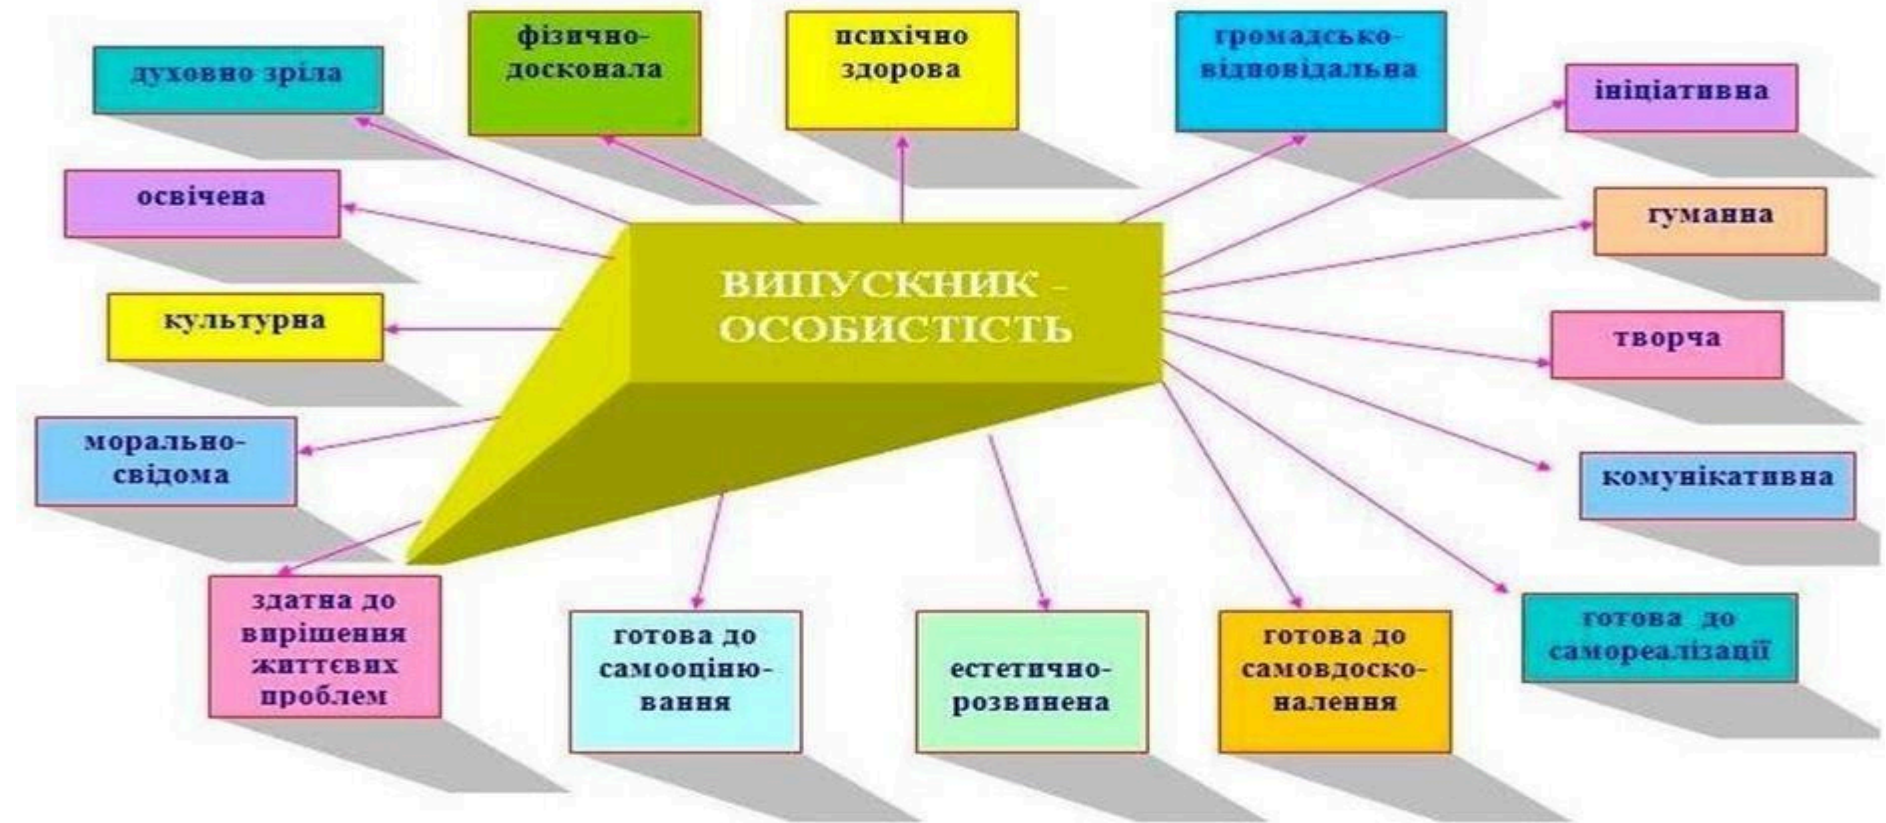 духовно зріла
фізично-
досконала
психічно
здорова
громадсько-
відповідальна
ініціативна
освічена
гуманна
культурна
ВИПУСКНИК -
ОСОБИСТІСТЬ
творча
морально-
свідома
комунікативна
здатна до
вирішення
життєвих
проблем
готова до
самооціню-
вання
естетично-
розвинена
готова до
самовдоско-
налення
готова до
самореалізації